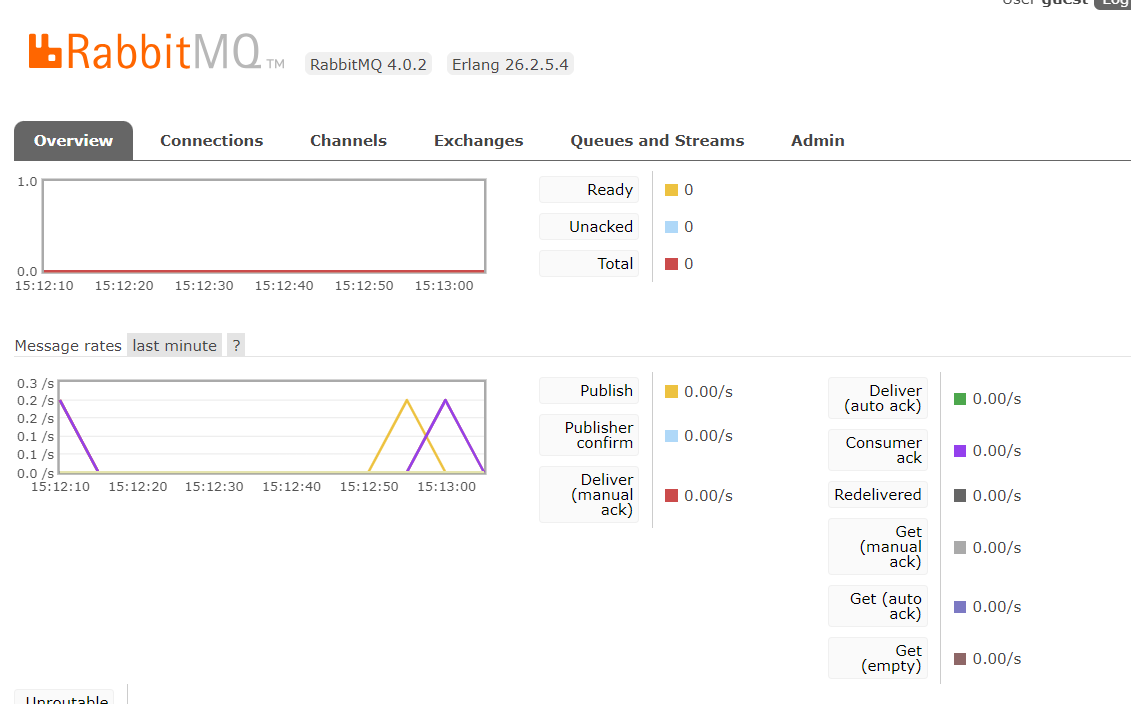 User guest Log
RabbitMQ TM RabbitMQ 4.0.2 Erlang 26.2.5.4
Overview Connections Channels Exchanges Queues and Streams Admin
1.0
0.0
15:12:10 15:12:20 15:12:30 15:12:40 15:12:50 15:13:00
Ready 0
Unacked 0
Total 0
Message rates last minute ?
0.3 /s
0.2 /s
0.2 /s
0.1 /s
0.1 /s
0.0 /s
15:12:10 15:12:20 15:12:30 15:12:40 15:12:50 15:13:00
Publish 0.00/s
Publisher
confirm 0.00/s
Deliver
(manual 0.00/s
ack)
Deliver
(auto ack) 0.00/s
Consumer
ack 0.00/s
Redelivered 0.00/s
Get
(manual 0.00/s
ack)
Get (auto
ack) 0.00/s
Get
(empty) 0.00/s
Unroutable